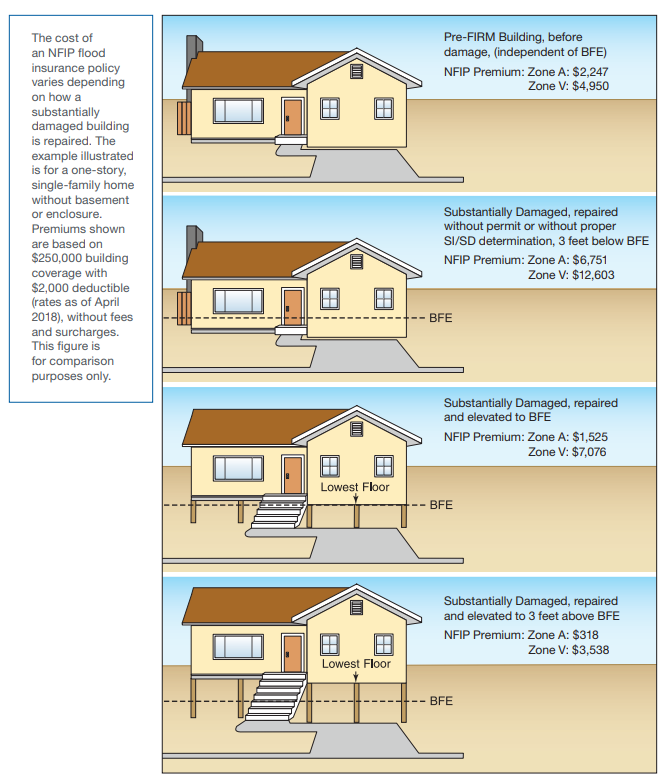 The cost of
an NFIP flood
insurance policy
varies depending
on how a
substantially
damaged building
is repaired. The
example illustrated
is for a one-story,
single-family home
without basement
or enclosure.
Premiums shown
are based on
$250,000 building
coverage with
$2,000 deductible
(rates as of April
2018), without fees
and surcharges.
This figure is
for comparison
purposes only.
Pre-FIRM Building, before
damage, (independent of BFE)
NFIP Premium: Zone A: $2,247
Zone V: $4,950
Substantially Damaged, repaired
without permit or without proper
SI/SD determination, 3 feet below BFE
NFIP Premium: Zone A: $6,751
Zone V: $12,603
BFE
Substantially Damaged, repaired
and elevated to BFE
NFIP Premium: Zone A: $1,525
Zone V: $7,076
Lowest Floor
BFE
Substantially Damaged, repaired
and elevated to 3 feet above BFE
NFIP Premium: Zone A: $318
Zone V: $3,538
Lowest Floor
BFE